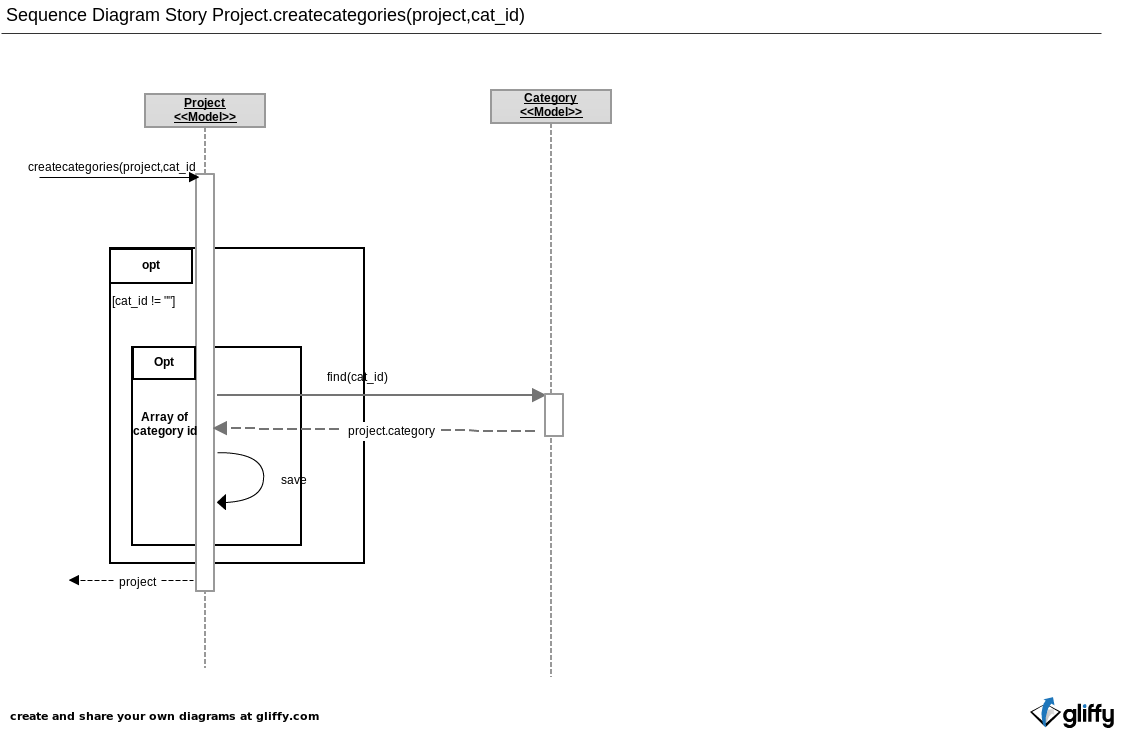 Sequence Diagram Story Project.createcategories(project,cat_id)
Project
<<Model>>
Category
<<Model>>
createcategories(project,cat_id
opt
[cat_id != ""]
Opt
find(cat_id)
Array of
category id
project.category
save
project
create and share your own diagrams at gliffy.com
gliffy